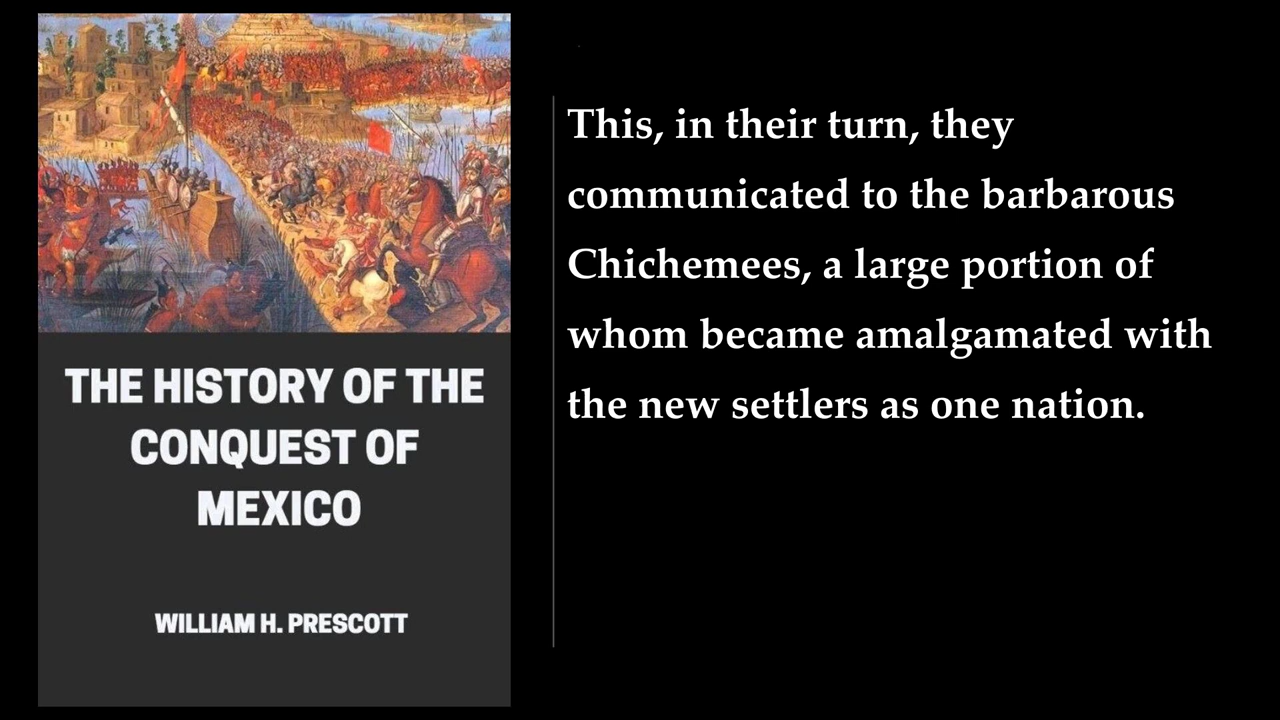 THE HISTORY OF THE
CONQUEST OF
MEXICO
WILLIAM H. PRESCOTT
This, in their turn, they
communicated to the barbarous
Chichemees, a large portion of
whom became amalgamated with
the new settlers as one nation.